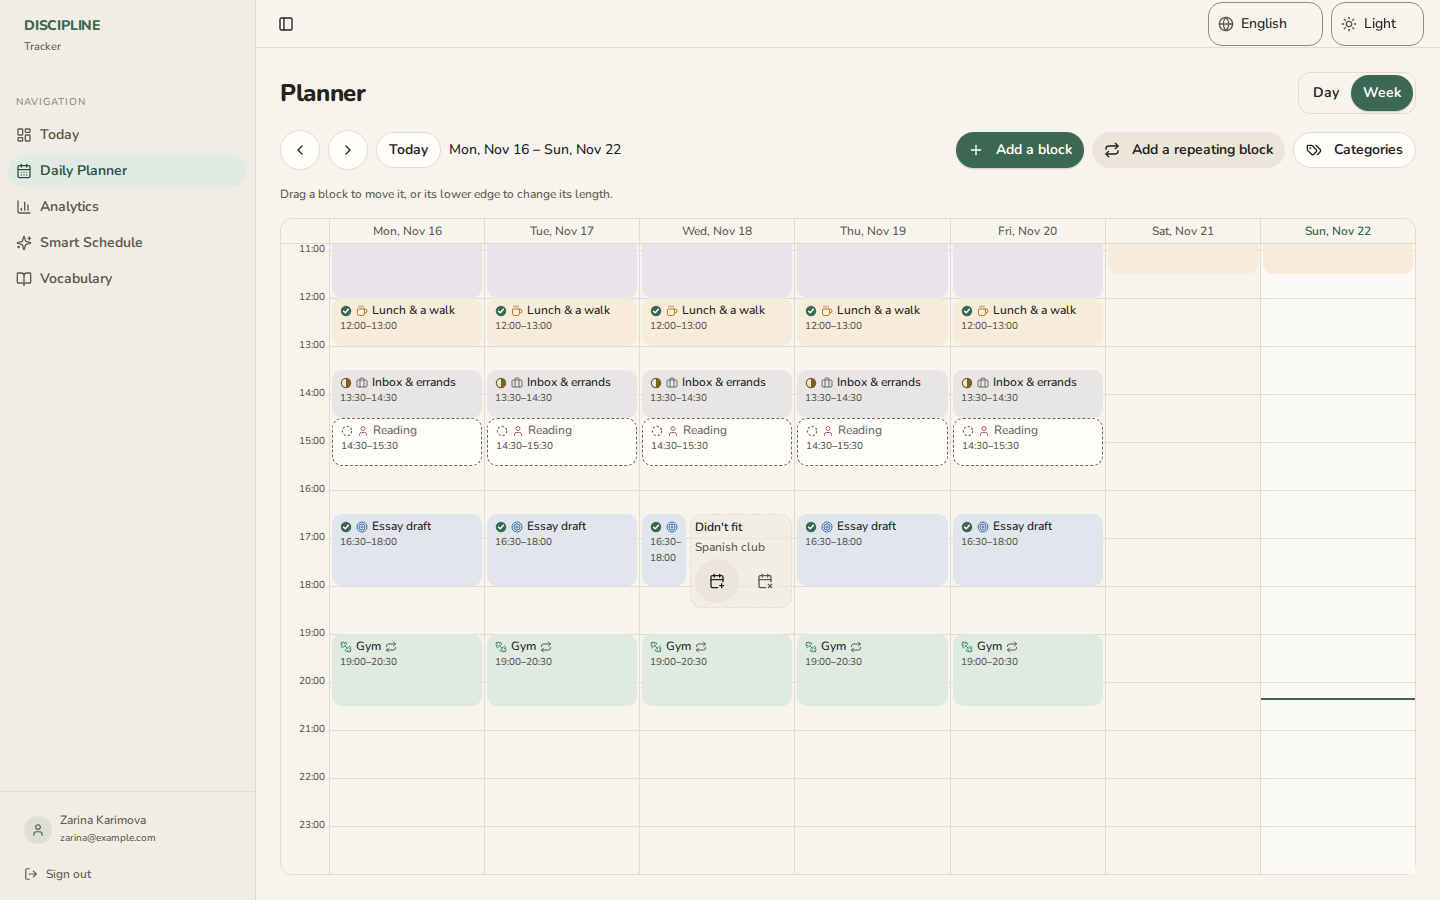 DISCIPLINE
Tracker
NAVIGATION
Today
Daily Planner
Analytics
Smart Schedule
Vocabulary
Zarina Karimova
zarina@example.com
Sign out
English
Light
Planner
Day
Week
Today
Mon, Nov 16 – Sun, Nov 22
Add a block
Add a repeating block
Categories
Drag a block to move it, or its lower edge to change its length.
Mon, Nov 16
Tue, Nov 17
Wed, Nov 18
Thu, Nov 19
Fri, Nov 20
Sat, Nov 21
Sun, Nov 22
11:00
12:00
13:00
14:00
15:00
16:00
17:00
18:00
19:00
20:00
21:00
22:00
23:00
Lunch & a walk
12:00–13:00
Inbox & errands
13:30–14:30
Reading
14:30–15:30
Essay draft
16:30–18:00
Gym
19:00–20:30
Lunch & a walk
12:00–13:00
Inbox & errands
13:30–14:30
Reading
14:30–15:30
Essay draft
16:30–18:00
Gym
19:00–20:30
Lunch & a walk
12:00–13:00
Inbox & errands
13:30–14:30
Reading
14:30–15:30
16:30–
18:00
Didn't fit
Spanish club
Gym
19:00–20:30
Lunch & a walk
12:00–13:00
Inbox & errands
13:30–14:30
Reading
14:30–15:30
Essay draft
16:30–18:00
Gym
19:00–20:30
Lunch & a walk
12:00–13:00
Inbox & errands
13:30–14:30
Reading
14:30–15:30
Essay draft
16:30–18:00
Gym
19:00–20:30